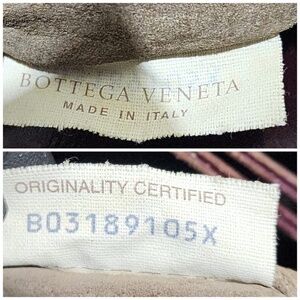 BOTTEGA VENETA
MADE IN ITALY
ORIGINALITY CERTIFIED
B03189105X